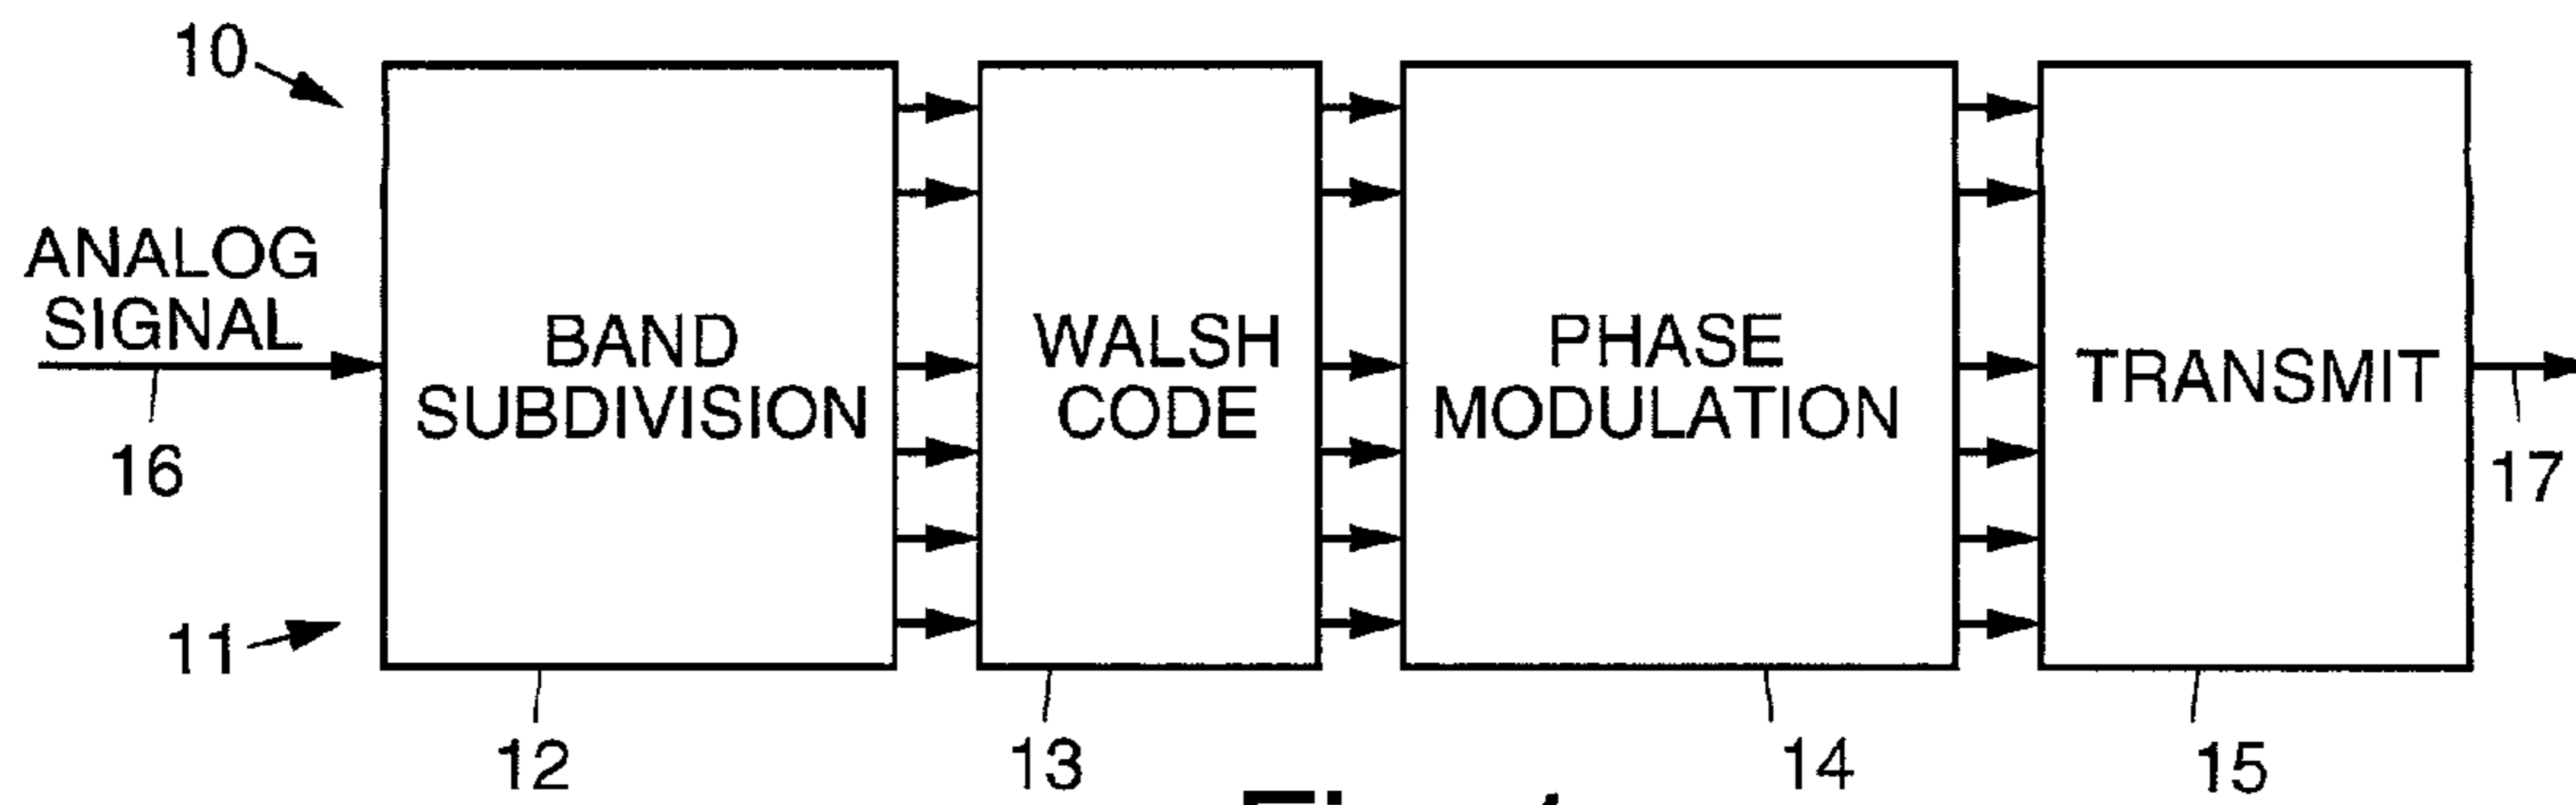 10
ANALOG
SIGNAL
16
11
BAND
SUBDIVISION
12
WALSH
CODE
13
PHASE
MODULATION
14
TRANSMIT
15
17